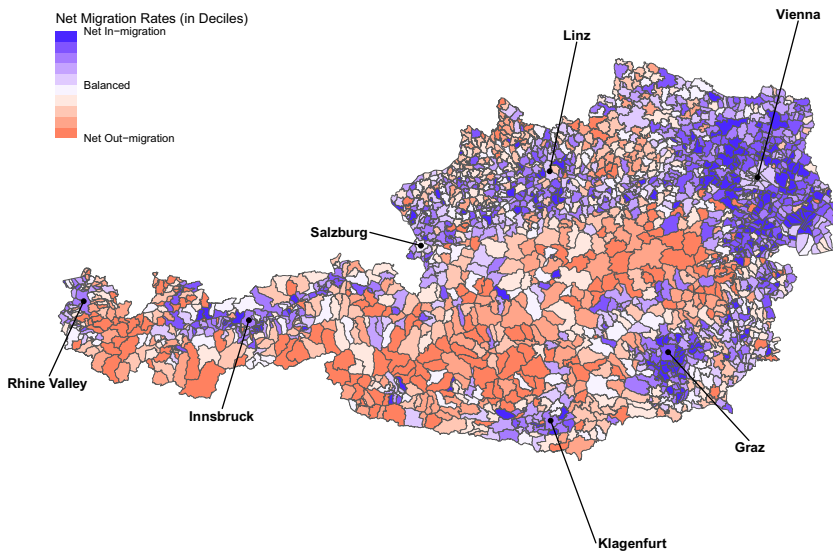 Net Migration Rates (in Deciles)
Net In−migration
Balanced
Net Out−migration
Vienna
Linz
Salzburg
Rhine Valley
Innsbruck
Graz
Klagenfurt